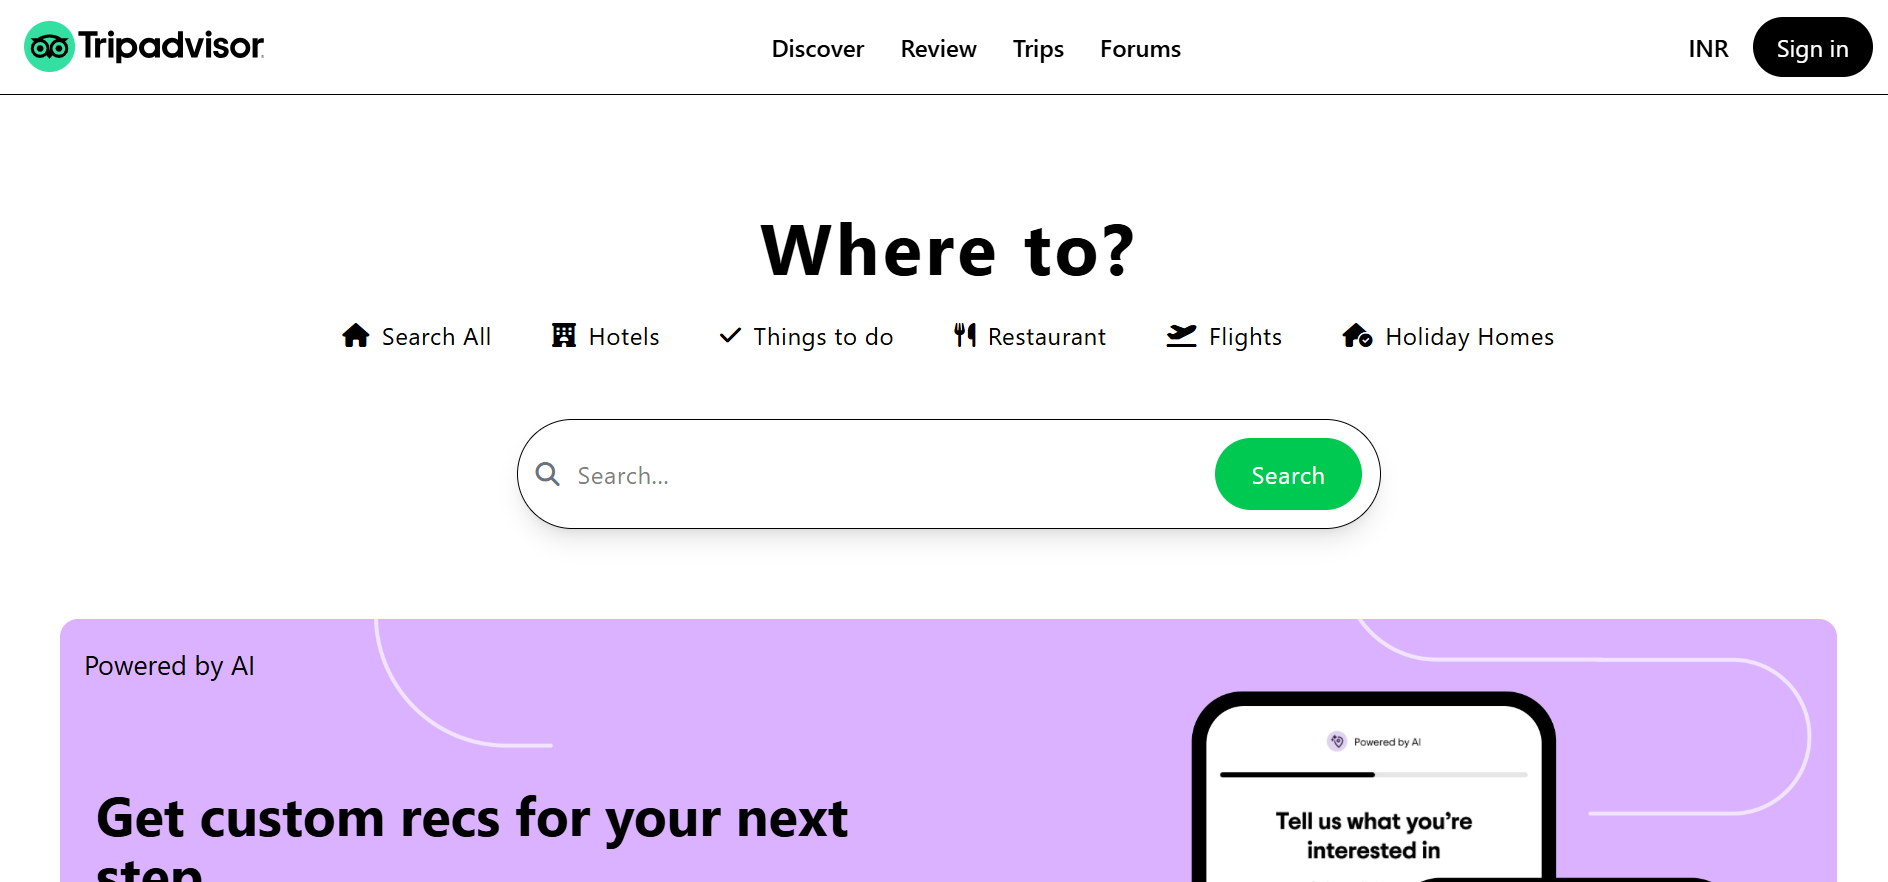 Tripadvisor
Discover Review Trips Forums
INR Sign in
Where to?
Search All Hotels Things to do Restaurant Flights Holiday Homes
Search... Search
Powered by AI
Powered by AI
Get custom recs for your next
step
Tell us what you're
interested in